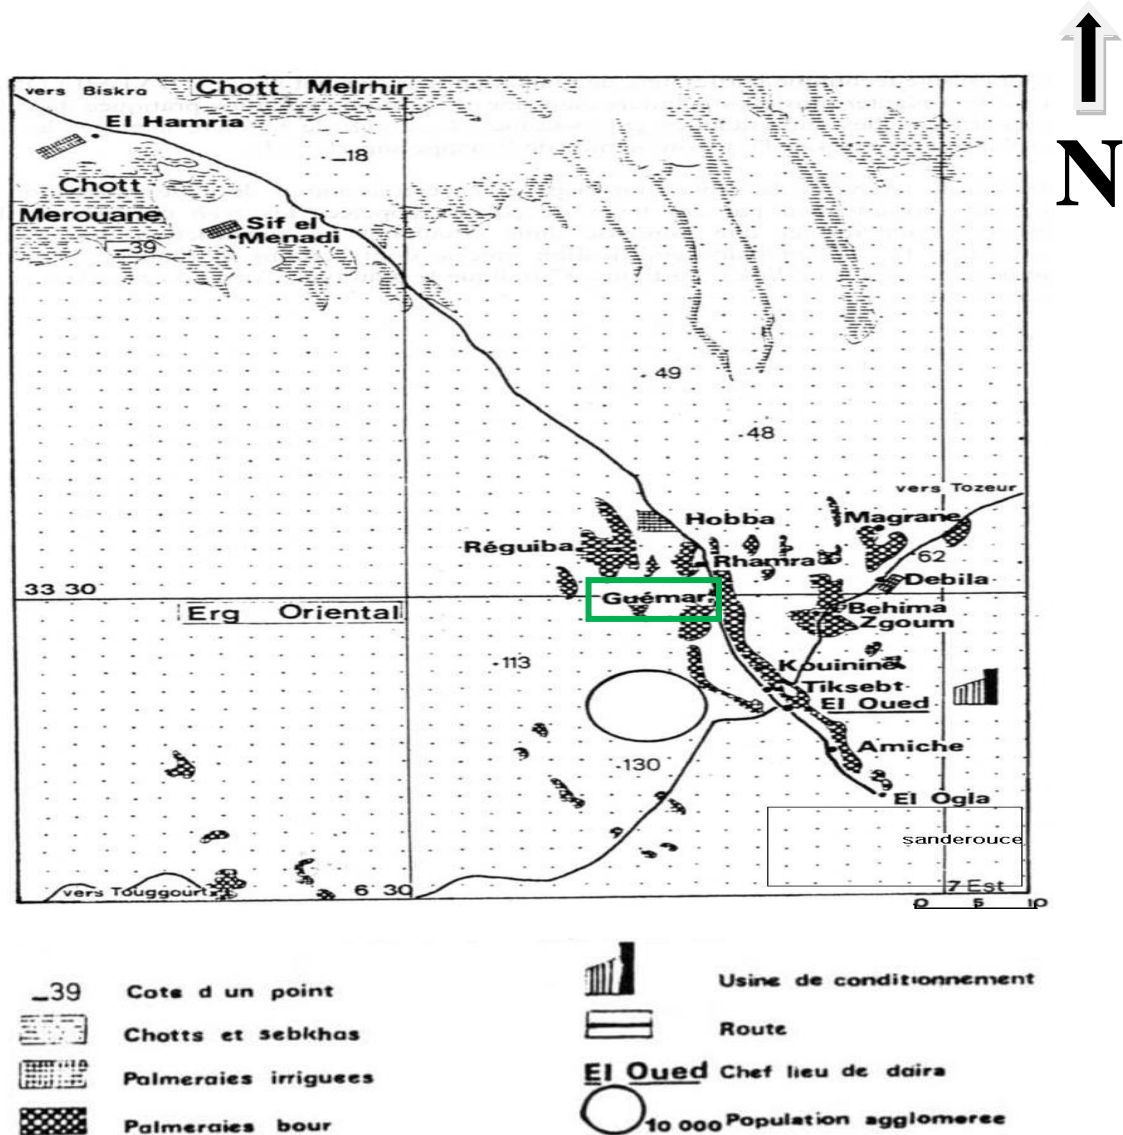 N
vers Biskra
Chott Melrhir
El Hamria
_18
Chott
Merouane
_39
Sif el
Menadi
49
48
vers Tozeur
Hobba
Magrane
Réguiba
Rhamra
62
Debila
33 30
Guémar
Behima
Erg Oriental
Zgoum
113
Kouinine
Tiksebt
El Oued
Amiche
130
El Ogla
sanderouce
vers Touggourt
6 30
7 Est
0 5 10
_39 Cote d un point
Chotts et sebkhas
Palmeraies irriguees
Palmeraies bour
Usine de conditionnement
Route
El Oued Chef lieu de daira
10 000 Population agglomeree